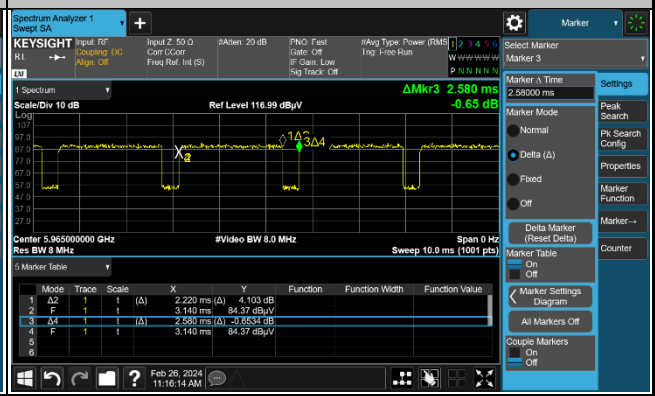 Spectrum Analyzer 1
Swept SA
+
Marker
KEYSIGHT
Input: RF
Input Z: 50 Ω
#Atten: 20 dB
PNO: Fast
#Avg Type: Power (RMS
1 2 3 4 5 6
RL
Coupling: DC
Corr CCorr
Gate: Off
Trig: Free Run
Align: Off
Freq Ref: Int (S)
IF Gain: Low
W W W W W W
Sig Track: Off
P N N N N N
LXI
Select Marker
Marker 3
1 Spectrum
ΔMkr3 2.580 ms
Scale/Div 10 dB
Ref Level 116.99 dBµV
-0.65 dB
Log
107
97.0
87.0
77.0
67.0
57.0
47.0
37.0
27.0
3Δ4
Center 5.965000000 GHz
#Video BW 8.0 MHz
Span 0 Hz
Res BW 8 MHz
Sweep 10.0 ms (1001 pts)
5 Marker Table
Mode Trace Scale X Y Function Function Width Function Value
1 Δ2 1 t (Δ) 2.220 ms (Δ) 4.103 dB
2 F 1 t 3.140 ms 84.37 dBµV
3 Δ4 1 t (Δ) 2.580 ms (Δ) -0.6534 dB
4 F 1 t 3.140 ms 84.37 dBµV
5
6
Marker Δ Time
2.58000 ms
Marker Mode
Normal
Delta (Δ)
Fixed
Off
Delta Marker
(Reset Delta)
Marker Table
On
Off
Marker Settings
Diagram
All Markers Off
Couple Markers
On
Off
Settings
Peak
Search
Pk Search
Config
Properties
Marker
Function
Marker→
Counter
?
Feb 26, 2024
11:16:14 AM